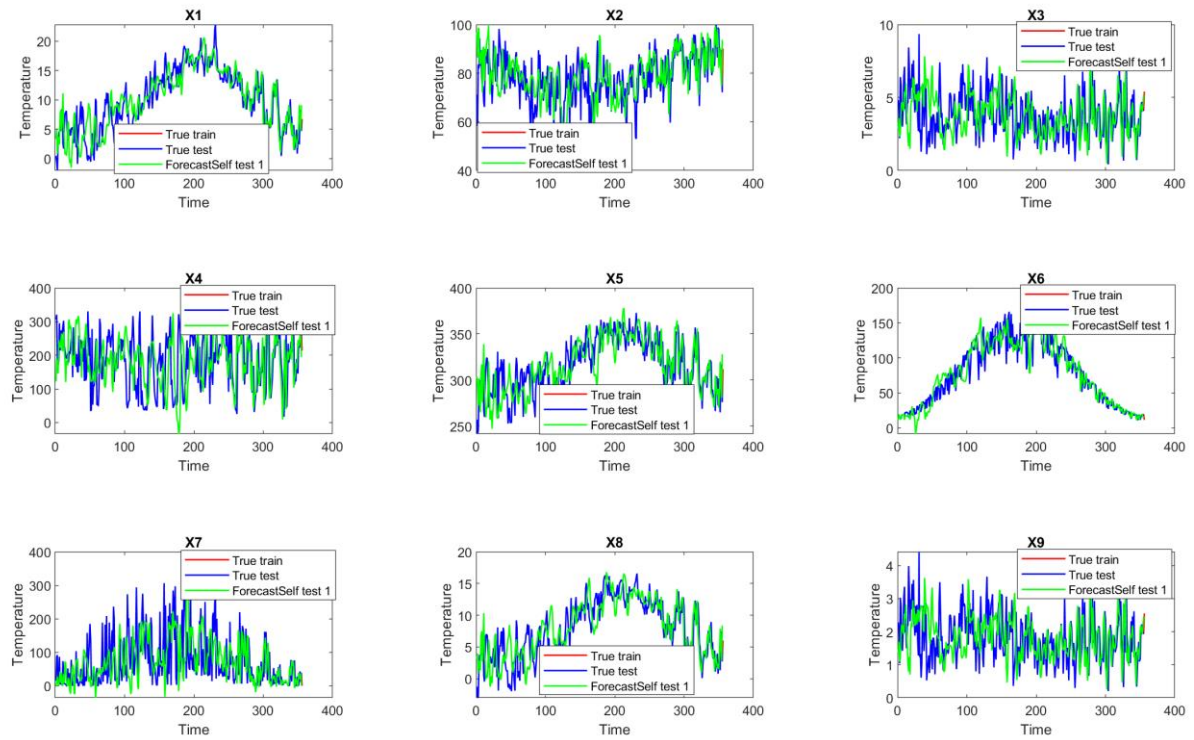 X1
20
15
10
5
0
Temperature
True train
True test
ForecastSelf test 1
0 100 200 300 400
Time
X2
100
80
60
40
Temperature
True train
True test
ForecastSelf test 1
0 100 200 300 400
Time
X3
10
5
0
Temperature
True train
True test
ForecastSelf test 1
0 100 200 300 400
Time
X4
400
300
200
100
0
Temperature
True train
True test
ForecastSelf test 1
0 100 200 300 400
Time
X5
400
350
300
250
Temperature
True train
True test
ForecastSelf test 1
0 100 200 300 400
Time
X6
200
150
100
50
0
Temperature
True train
True test
ForecastSelf test 1
0 100 200 300 400
Time
X7
400
300
200
100
0
Temperature
True train
True test
ForecastSelf test 1
0 100 200 300 400
Time
X8
20
15
10
5
0
Temperature
True train
True test
ForecastSelf test 1
0 100 200 300 400
Time
X9
4
3
2
1
0
Temperature
True train
True test
ForecastSelf test 1
0 100 200 300 400
Time